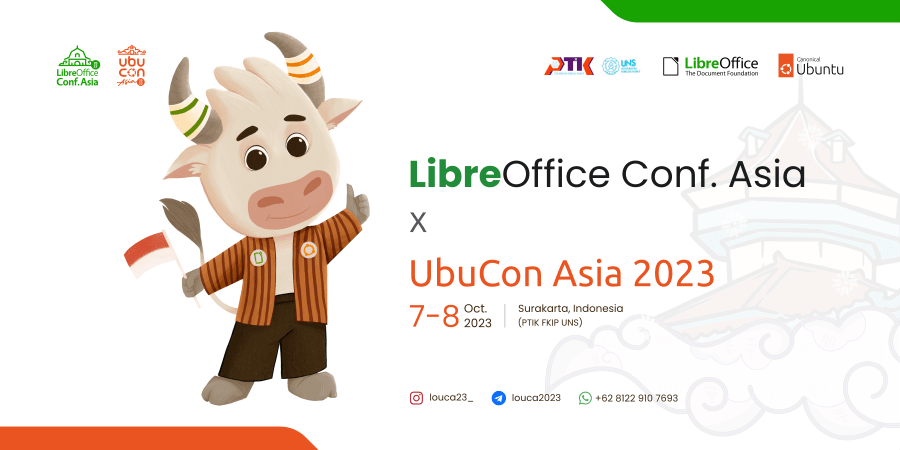 LibreOffice
Conf. Asia
ubu
con
Asia
PTIK
UNS
LibreOffice
The Document Foundation
Canonical
Ubuntu
LibreOffice Conf. Asia
X
UbuCon Asia 2023
7-8 Oct. 2023
Surakarta, Indonesia
(PTIK FKIP UNS)
louca23_
louca2023
+62 8122 910 7693